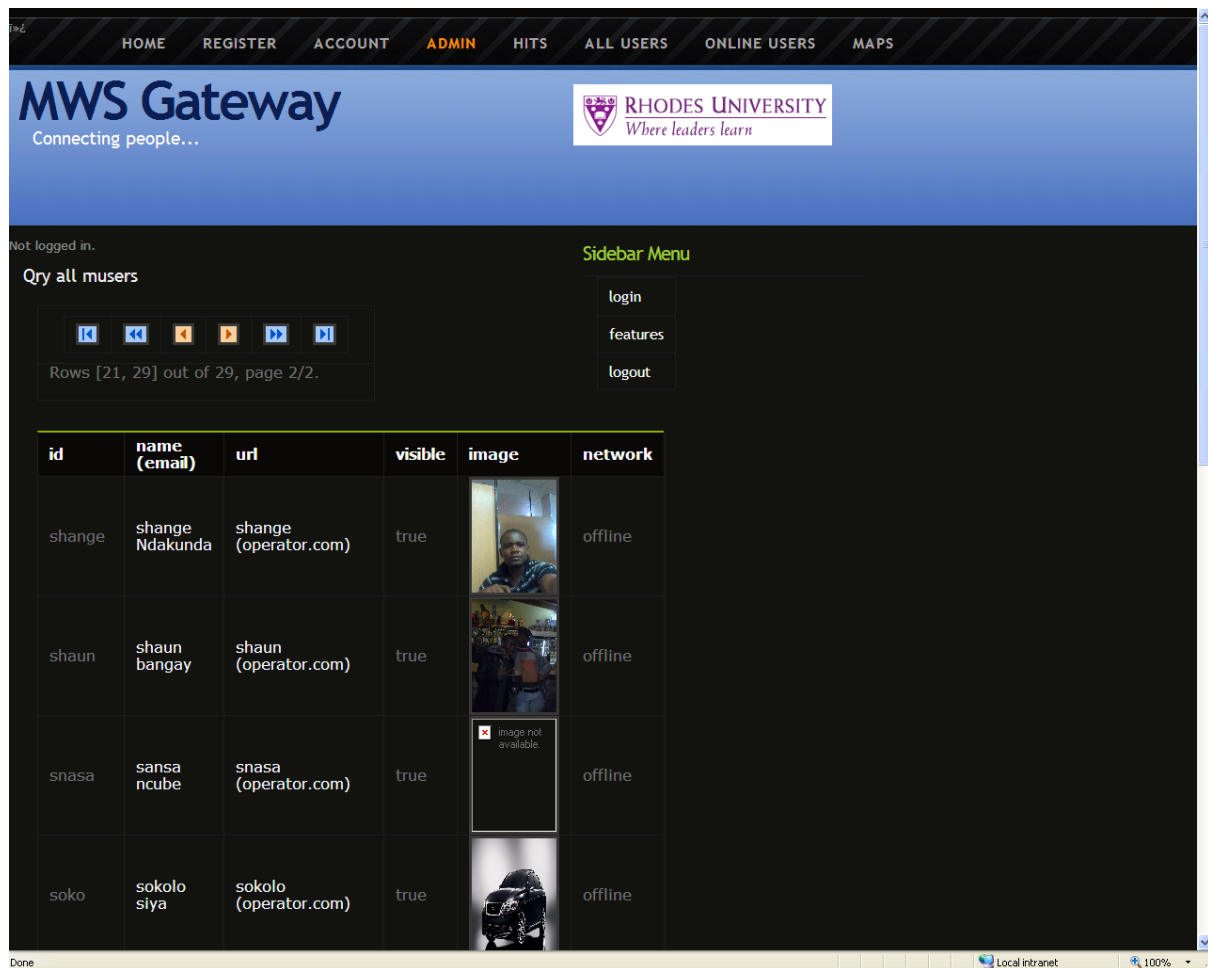 ï»¿
HOME REGISTER ACCOUNT ADMIN HITS ALL USERS ONLINE USERS MAPS
MWS Gateway
Connecting people...
RHODES UNIVERSITY
Where leaders learn
Not logged in.
Qry all musers
Rows [21, 29] out of 29, page 2/2.
Sidebar Menu
login
features
logout
id name (email) url visible image network
shange shange Ndakunda shange (operator.com) true offline
shaun shaun bangay shaun (operator.com) true offline
snasa sansa ncube snasa (operator.com) true image not available. offline
soko sokolo siya sokolo (operator.com) true offline
Done Local intranet 100%